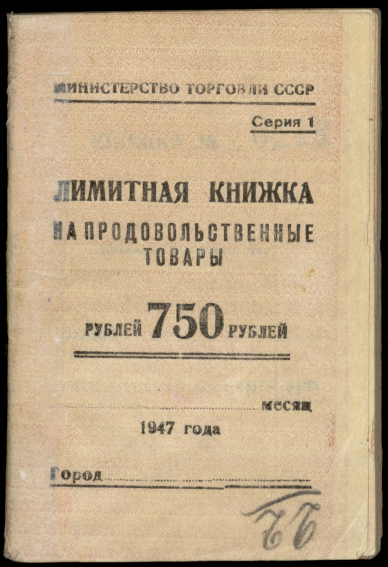 МИНИСТЕРСТВО ТОРГОВЛИ СССР
Серия 1
ЛИМИТНАЯ КНИЖКА
НА ПРОДОВОЛЬСТВЕННЫЕ
ТОВАРЫ
РУБЛЕЙ 750 РУБЛЕЙ
месяц
1947 года
Город